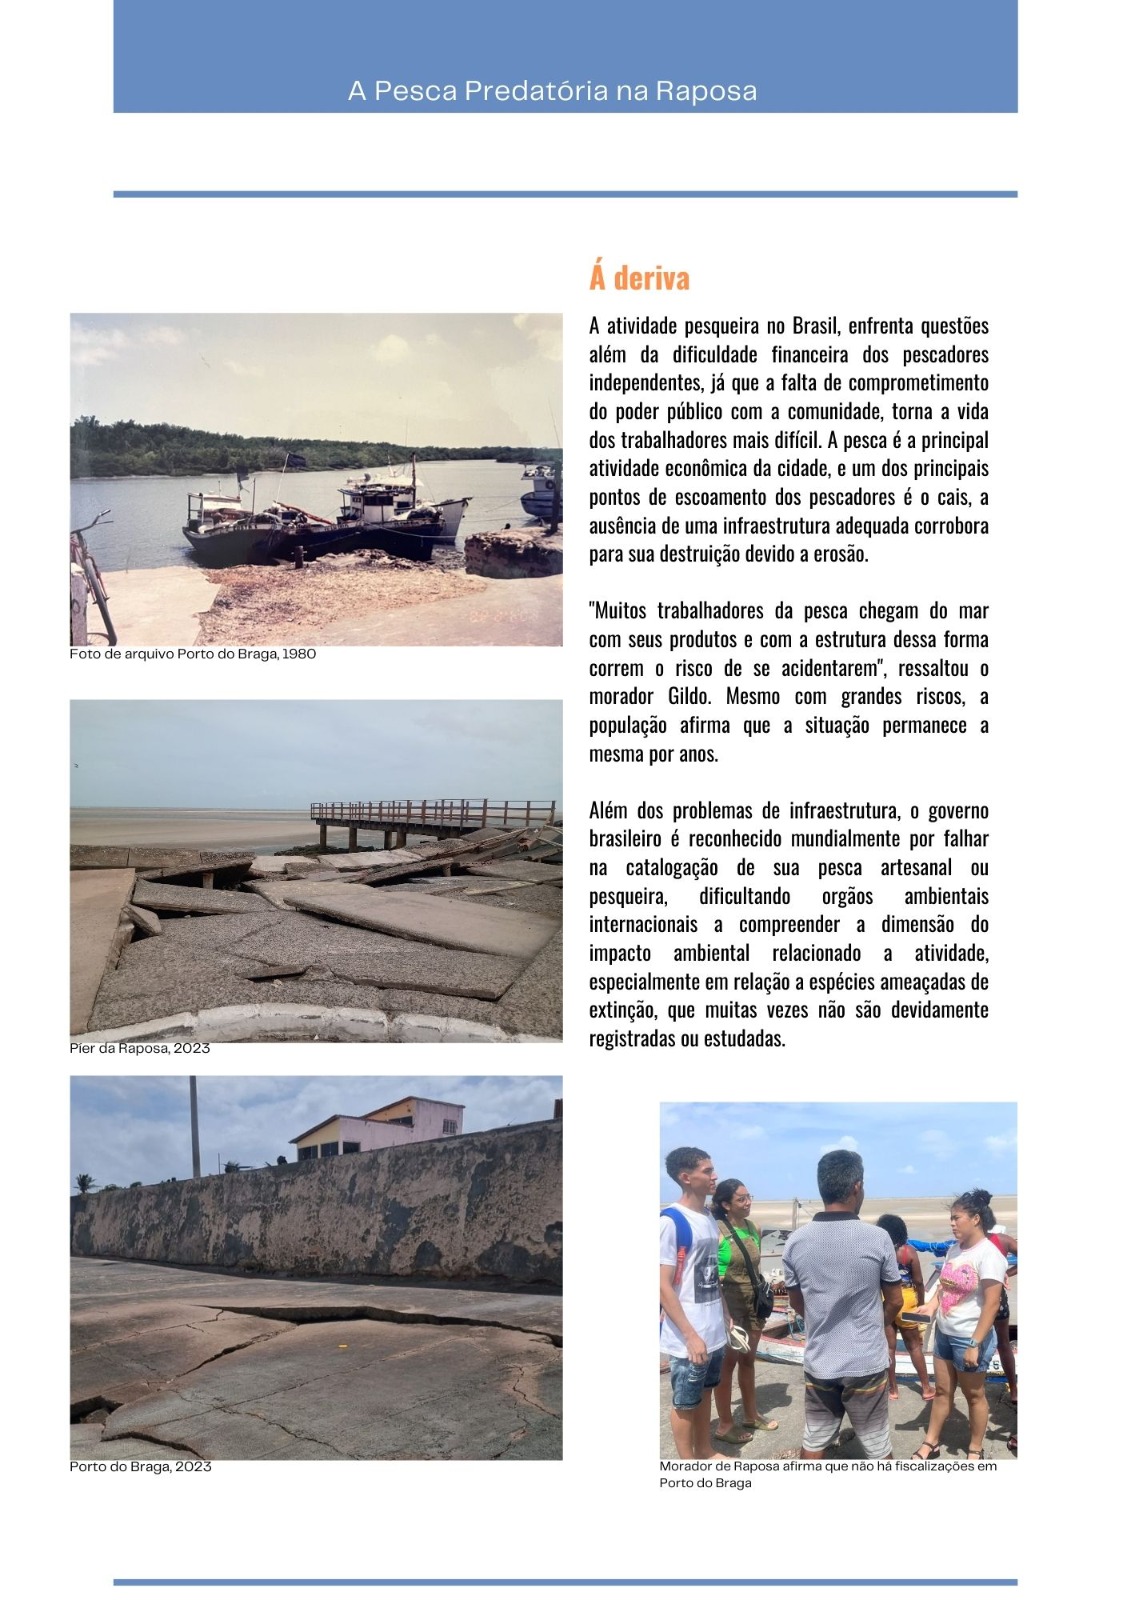 A Pesca Predatória na Raposa
Á deriva
A atividade pesqueira no Brasil, enfrenta questões
além da dificuldade financeira dos pescadores
independentes, já que a falta de comprometimento
do poder público com a comunidade, torna a vida
dos trabalhadores mais difícil. A pesca é a principal
atividade econômica da cidade, e um dos principais
pontos de escoamento dos pescadores é o cais, a
ausência de uma infraestrutura adequada corrobora
para sua destruição devido a erosão.
"Muitos trabalhadores da pesca chegam do mar
com seus produtos e com a estrutura dessa forma
correm o risco de se acidentarem", ressaltou o
morador Gildo. Mesmo com grandes riscos, a
população afirma que a situação permanece a
mesma por anos.
Além dos problemas de infraestrutura, o governo
brasileiro é reconhecido mundialmente por falhar
na catalogação de sua pesca artesanal ou
pesqueira, dificultando orgãos ambientais
internacionais a compreender a dimensão do
impacto ambiental relacionado a atividade,
especialmente em relação a espécies ameaçadas de
extinção, que muitas vezes não são devidamente
registradas ou estudadas.
Foto de arquivo Porto do Braga, 1980
Píer da Raposa, 2023
Porto do Braga, 2023
Morador de Raposa afirma que não há fiscalizações em
Porto do Braga